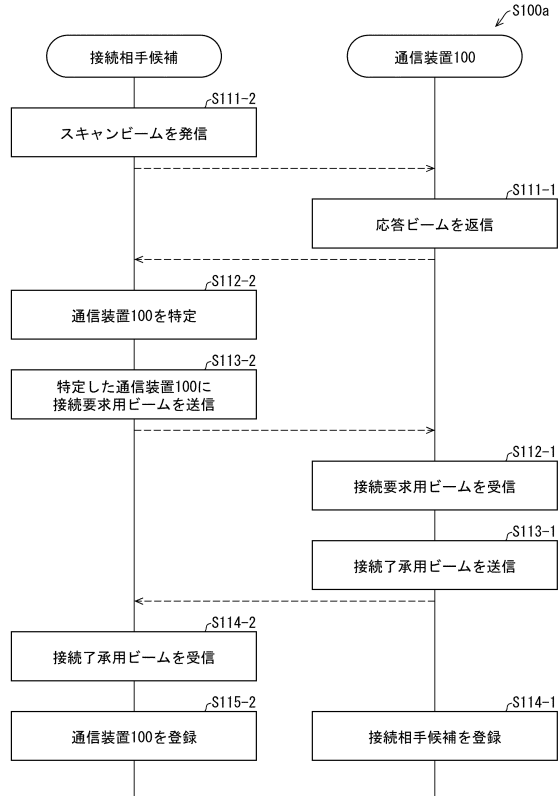 S100a
接続相手候補
通信装置100
S111-2
スキャンビームを発信
S111-1
応答ビームを返信
S112-2
通信装置100を特定
S113-2
特定した通信装置100に
接続要求用ビームを送信
S112-1
接続要求用ビームを受信
S113-1
接続了承用ビームを送信
S114-2
接続了承用ビームを受信
S115-2
通信装置100を登録
S114-1
接続相手候補を登録